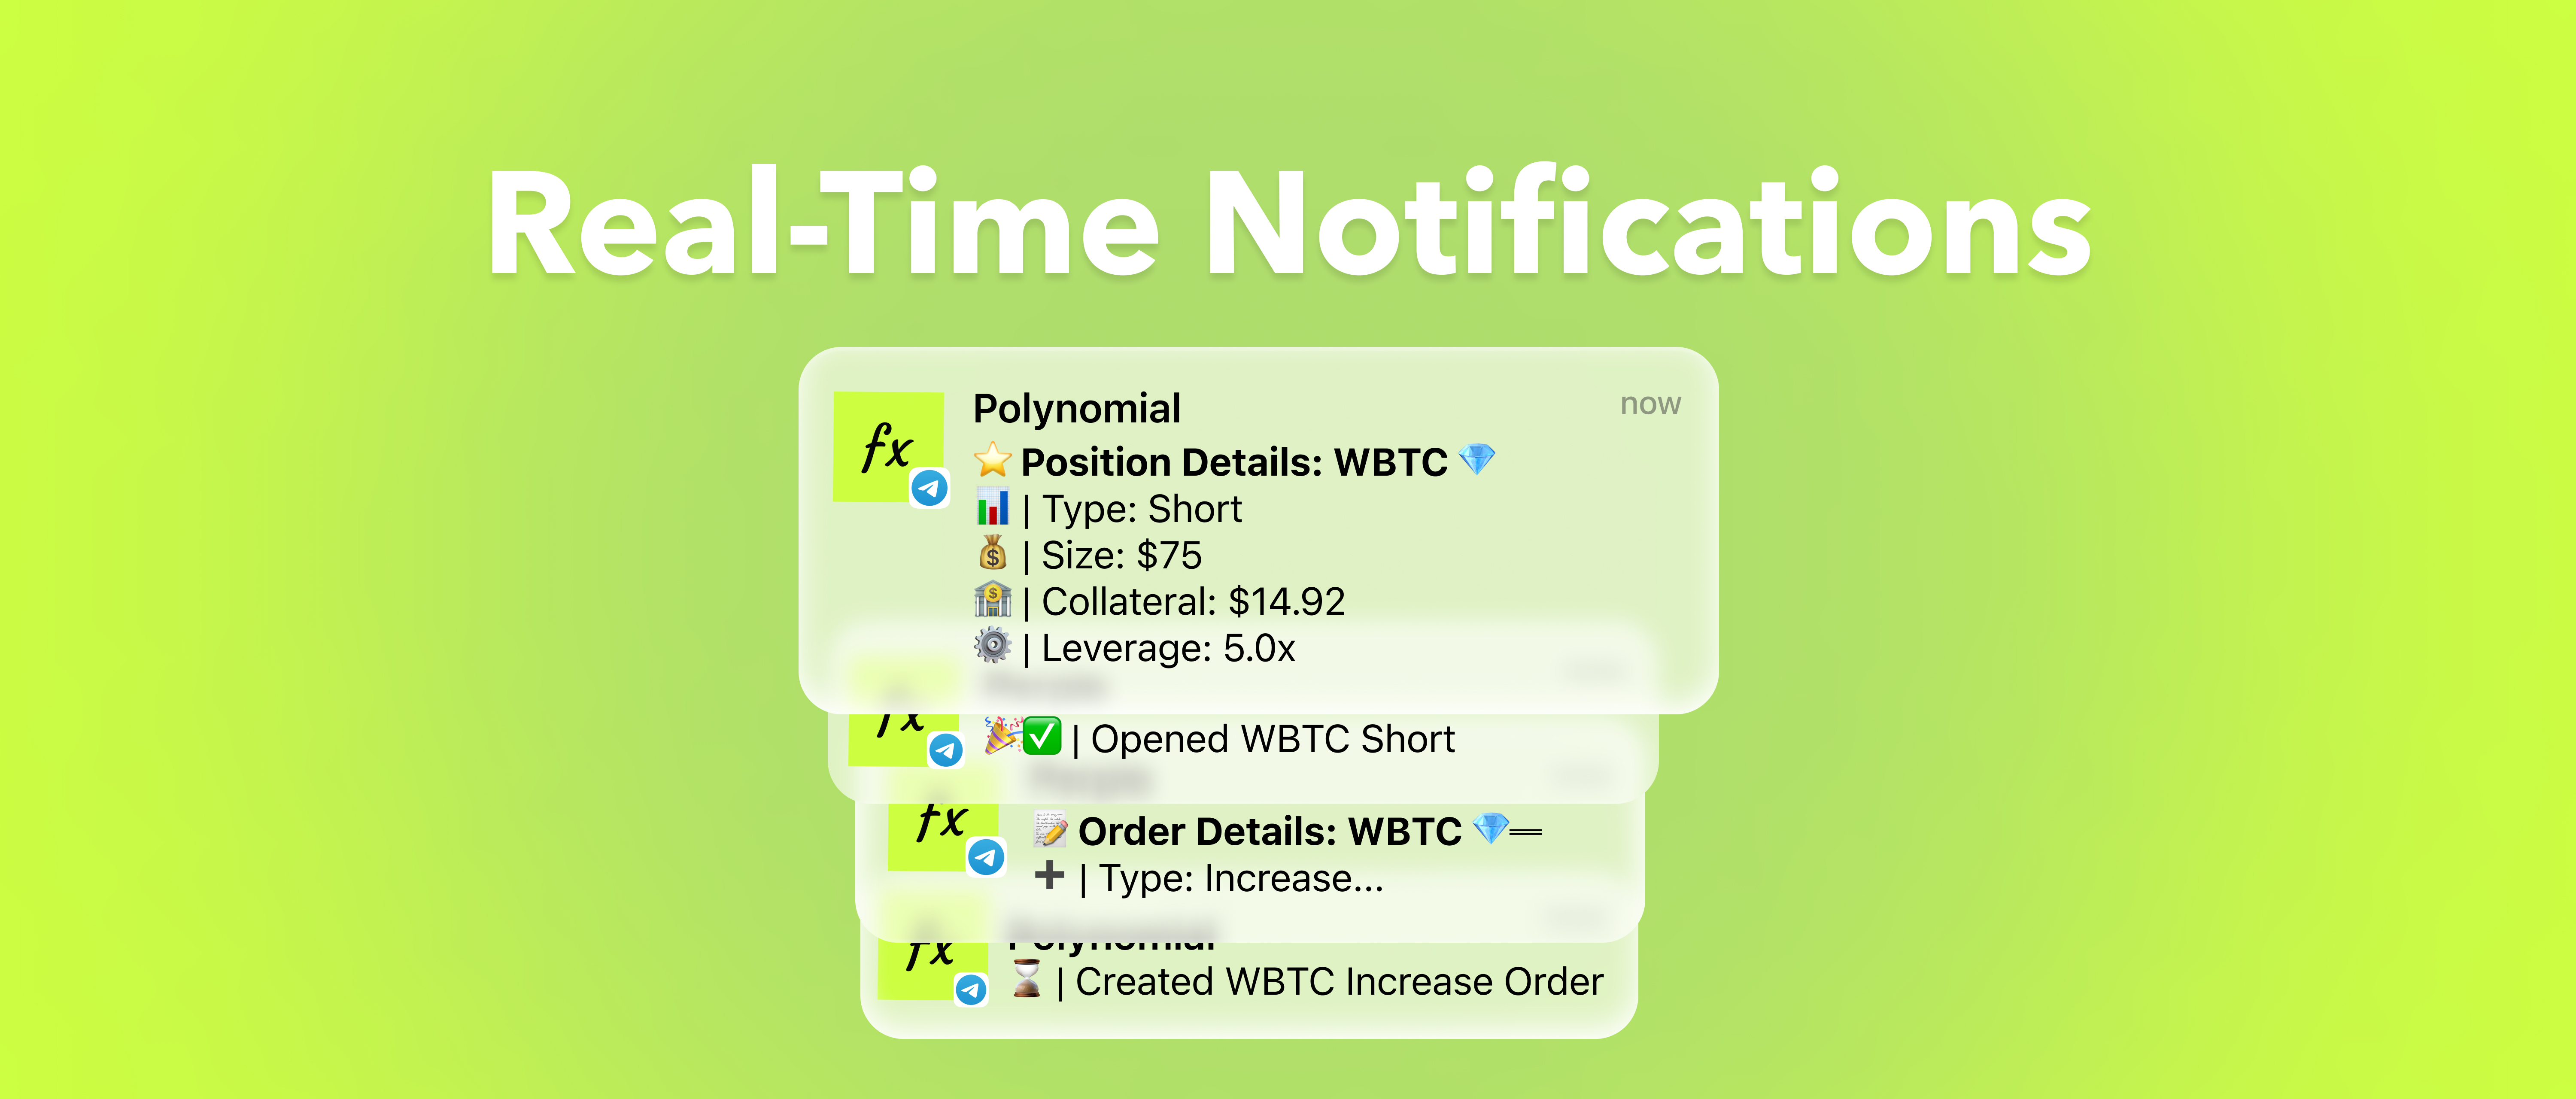 Real-Time Notifications
fx
Polynomial
now
⭐ Position Details: WBTC 💎
📊 | Type: Short
💰 | Size: $75
🏦 | Collateral: $14.92
⚙️ | Leverage: 5.0x
fx
🎉✅ | Opened WBTC Short
fx
📝 Order Details: WBTC 💎═
➕ | Type: Increase...
fx
Polynomial
⏳ | Created WBTC Increase Order